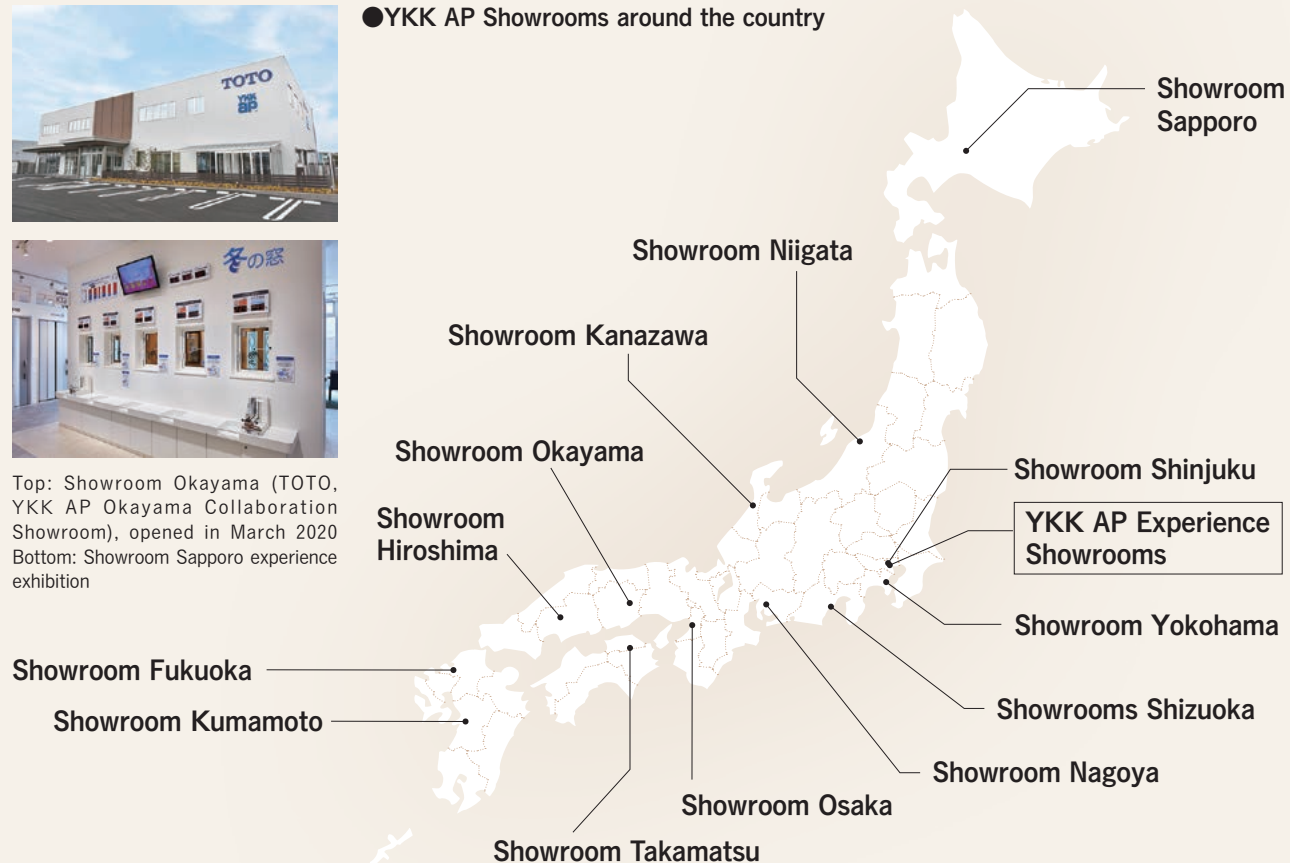 ●YKK AP Showrooms around the country
TOTO
YKK
ap
冬の窓
Top: Showroom Okayama (TOTO,
YKK AP Okayama Collaboration
Showroom), opened in March 2020
Bottom: Showroom Sapporo experience
exhibition
Showroom
Sapporo
Showroom Niigata
Showroom Kanazawa
Showroom Okayama
Showroom
Hiroshima
Showroom Shinjuku
YKK AP Experience
Showrooms
Showroom Yokohama
Showroom Fukuoka
Showroom Kumamoto
Showrooms Shizuoka
Showroom Nagoya
Showroom Osaka
Showroom Takamatsu